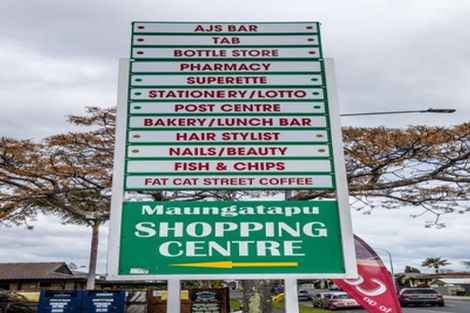 AJS BAR
TAB
BOTTLE STORE
PHARMACY
SUPERETTE
STATIONERY/LOTTO
POST CENTRE
BAKERY/LUNCH BAR
HAIR STYLIST
NAILS/BEAUTY
FISH & CHIPS
FAT CAT STREET COFFEE
Maungatapu
SHOPPING
CENTRE